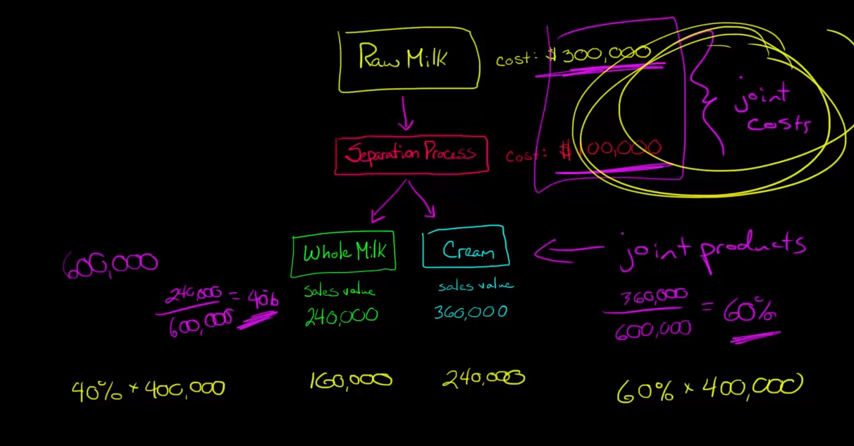 Raw Milk
cost: $300,000
joint
costs
Separation Process
cost: $100,000
Whole Milk
Cream
joint products
600,000
sales value
sales value
240,000
360,000
240,000
600,000
= 40%
360,000
600,000
= 60%
40% * 400,000
160,000
240,000
60% * 400,000